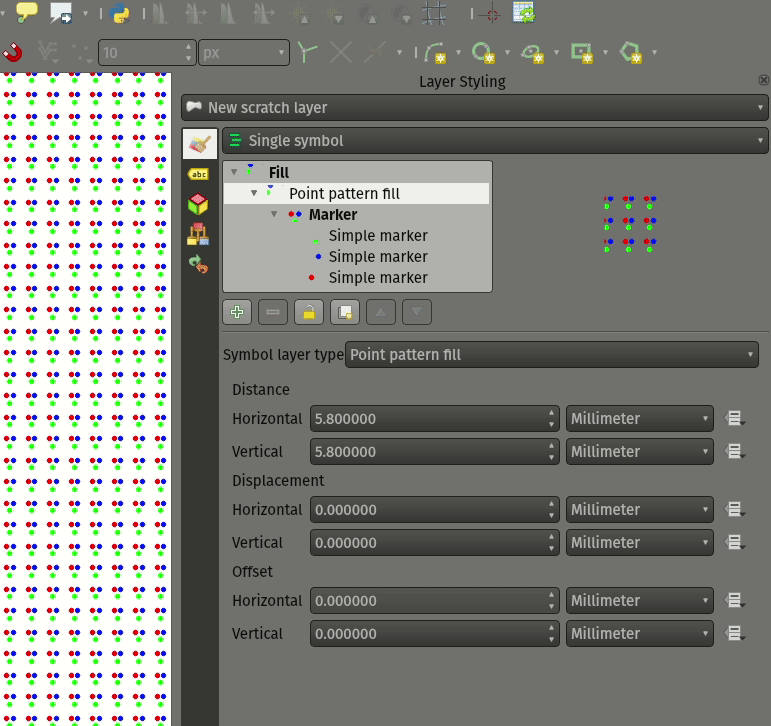 10 px
Layer Styling
New scratch layer
Single symbol
abc
Fill
Point pattern fill
Marker
Simple marker
Simple marker
Simple marker
Symbol layer type Point pattern fill
Distance
Horizontal 5.800000 Millimeter
Vertical 5.800000 Millimeter
Displacement
Horizontal 0.000000 Millimeter
Vertical 0.000000 Millimeter
Offset
Horizontal 0.000000 Millimeter
Vertical 0.000000 Millimeter